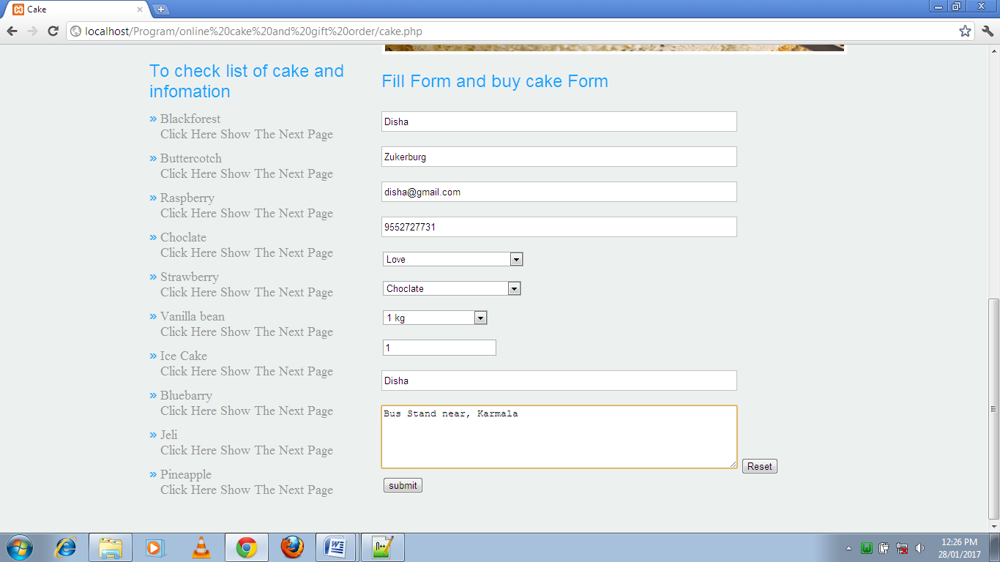 Cake
localhost/Program/online%20cake%20and%20gift%20order/cake.php
To check list of cake and
infomation
» Blackforest
Click Here Show The Next Page
» Buttercotch
Click Here Show The Next Page
» Raspberry
Click Here Show The Next Page
» Choclate
Click Here Show The Next Page
» Strawberry
Click Here Show The Next Page
» Vanilla bean
Click Here Show The Next Page
» Ice Cake
Click Here Show The Next Page
» Bluebarry
Click Here Show The Next Page
» Jeli
Click Here Show The Next Page
» Pineapple
Click Here Show The Next Page
Fill Form and buy cake Form
Disha
Zukerburg
disha@gmail.com
9552727731
Love
Choclate
1 kg
1
Disha
Bus Stand near, Karmala
Reset
submit
12:26 PM
28/01/2017